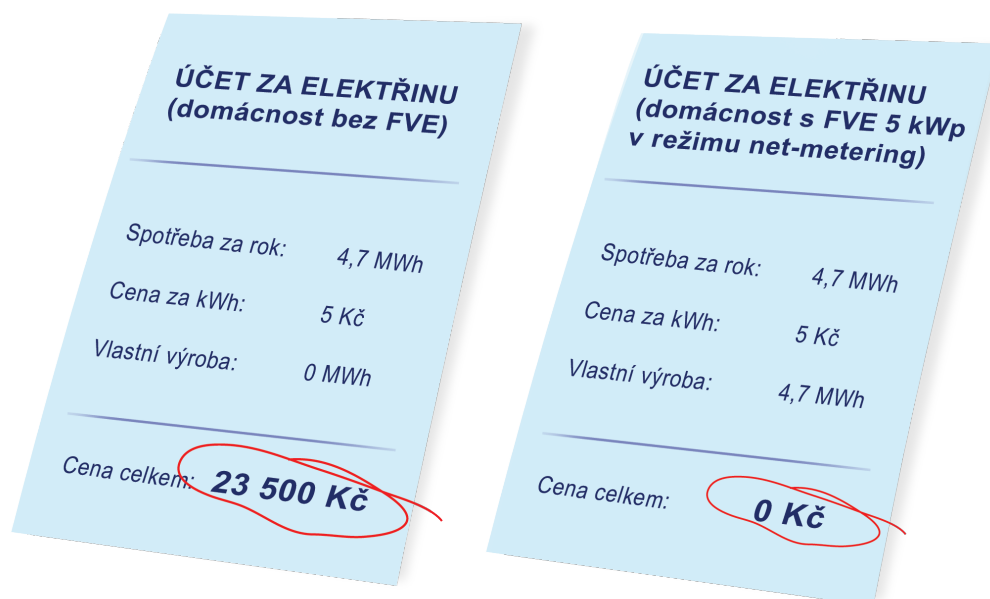 ÚČET ZA ELEKTŘINU
(domácnost bez FVE)
Spotřeba za rok: 4,7 MWh
Cena za kWh: 5 Kč
Vlastní výroba: 0 MWh
Cena celkem: 23 500 Kč
ÚČET ZA ELEKTŘINU
(domácnost s FVE 5 kWp
v režimu net-metering)
Spotřeba za rok: 4,7 MWh
Cena za kWh: 5 Kč
Vlastní výroba: 4,7 MWh
Cena celkem: 0 Kč